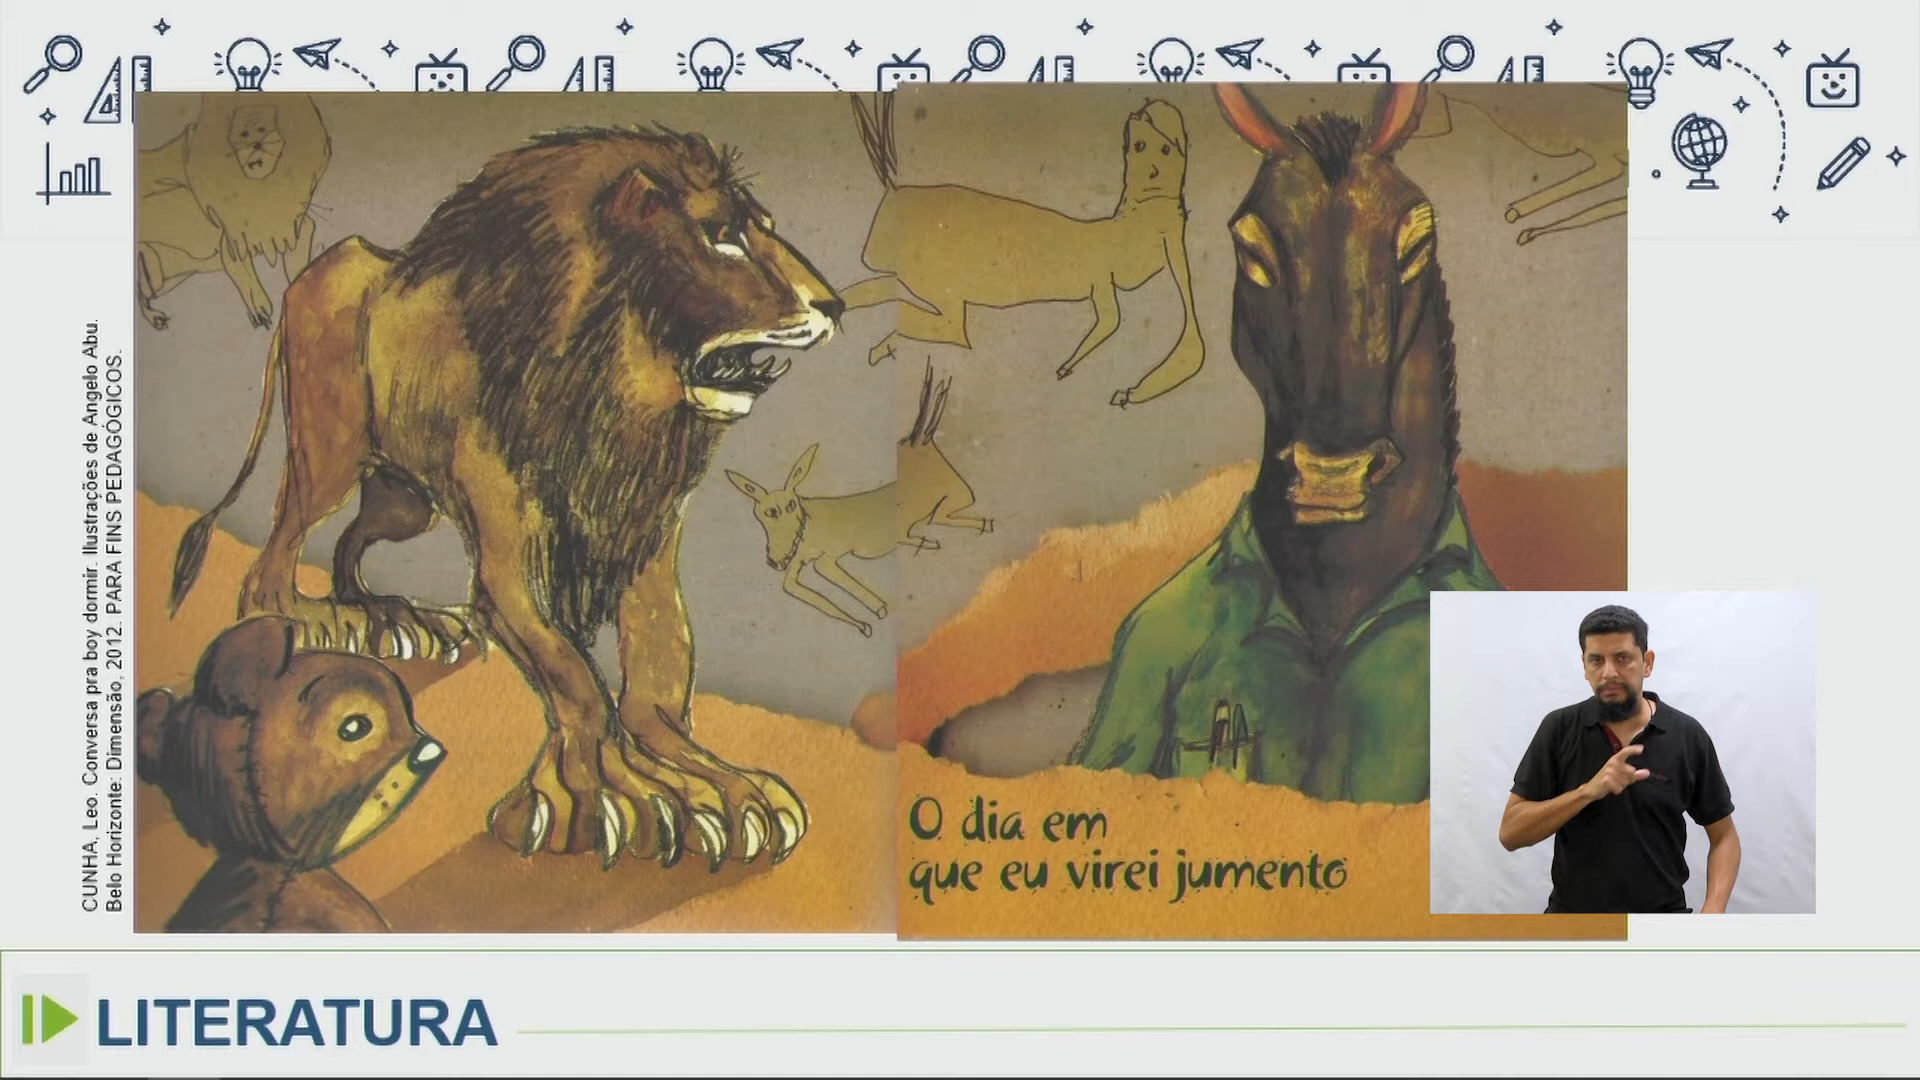 CUNHA, Leo. Conversa pra boy dormir. Ilustrações de Angelo Abu.
Belo Horizonte: Dimensão, 2012. PARA FINS PEDAGÓGICOS.
O dia em
que eu virei jumento
LITERATURA